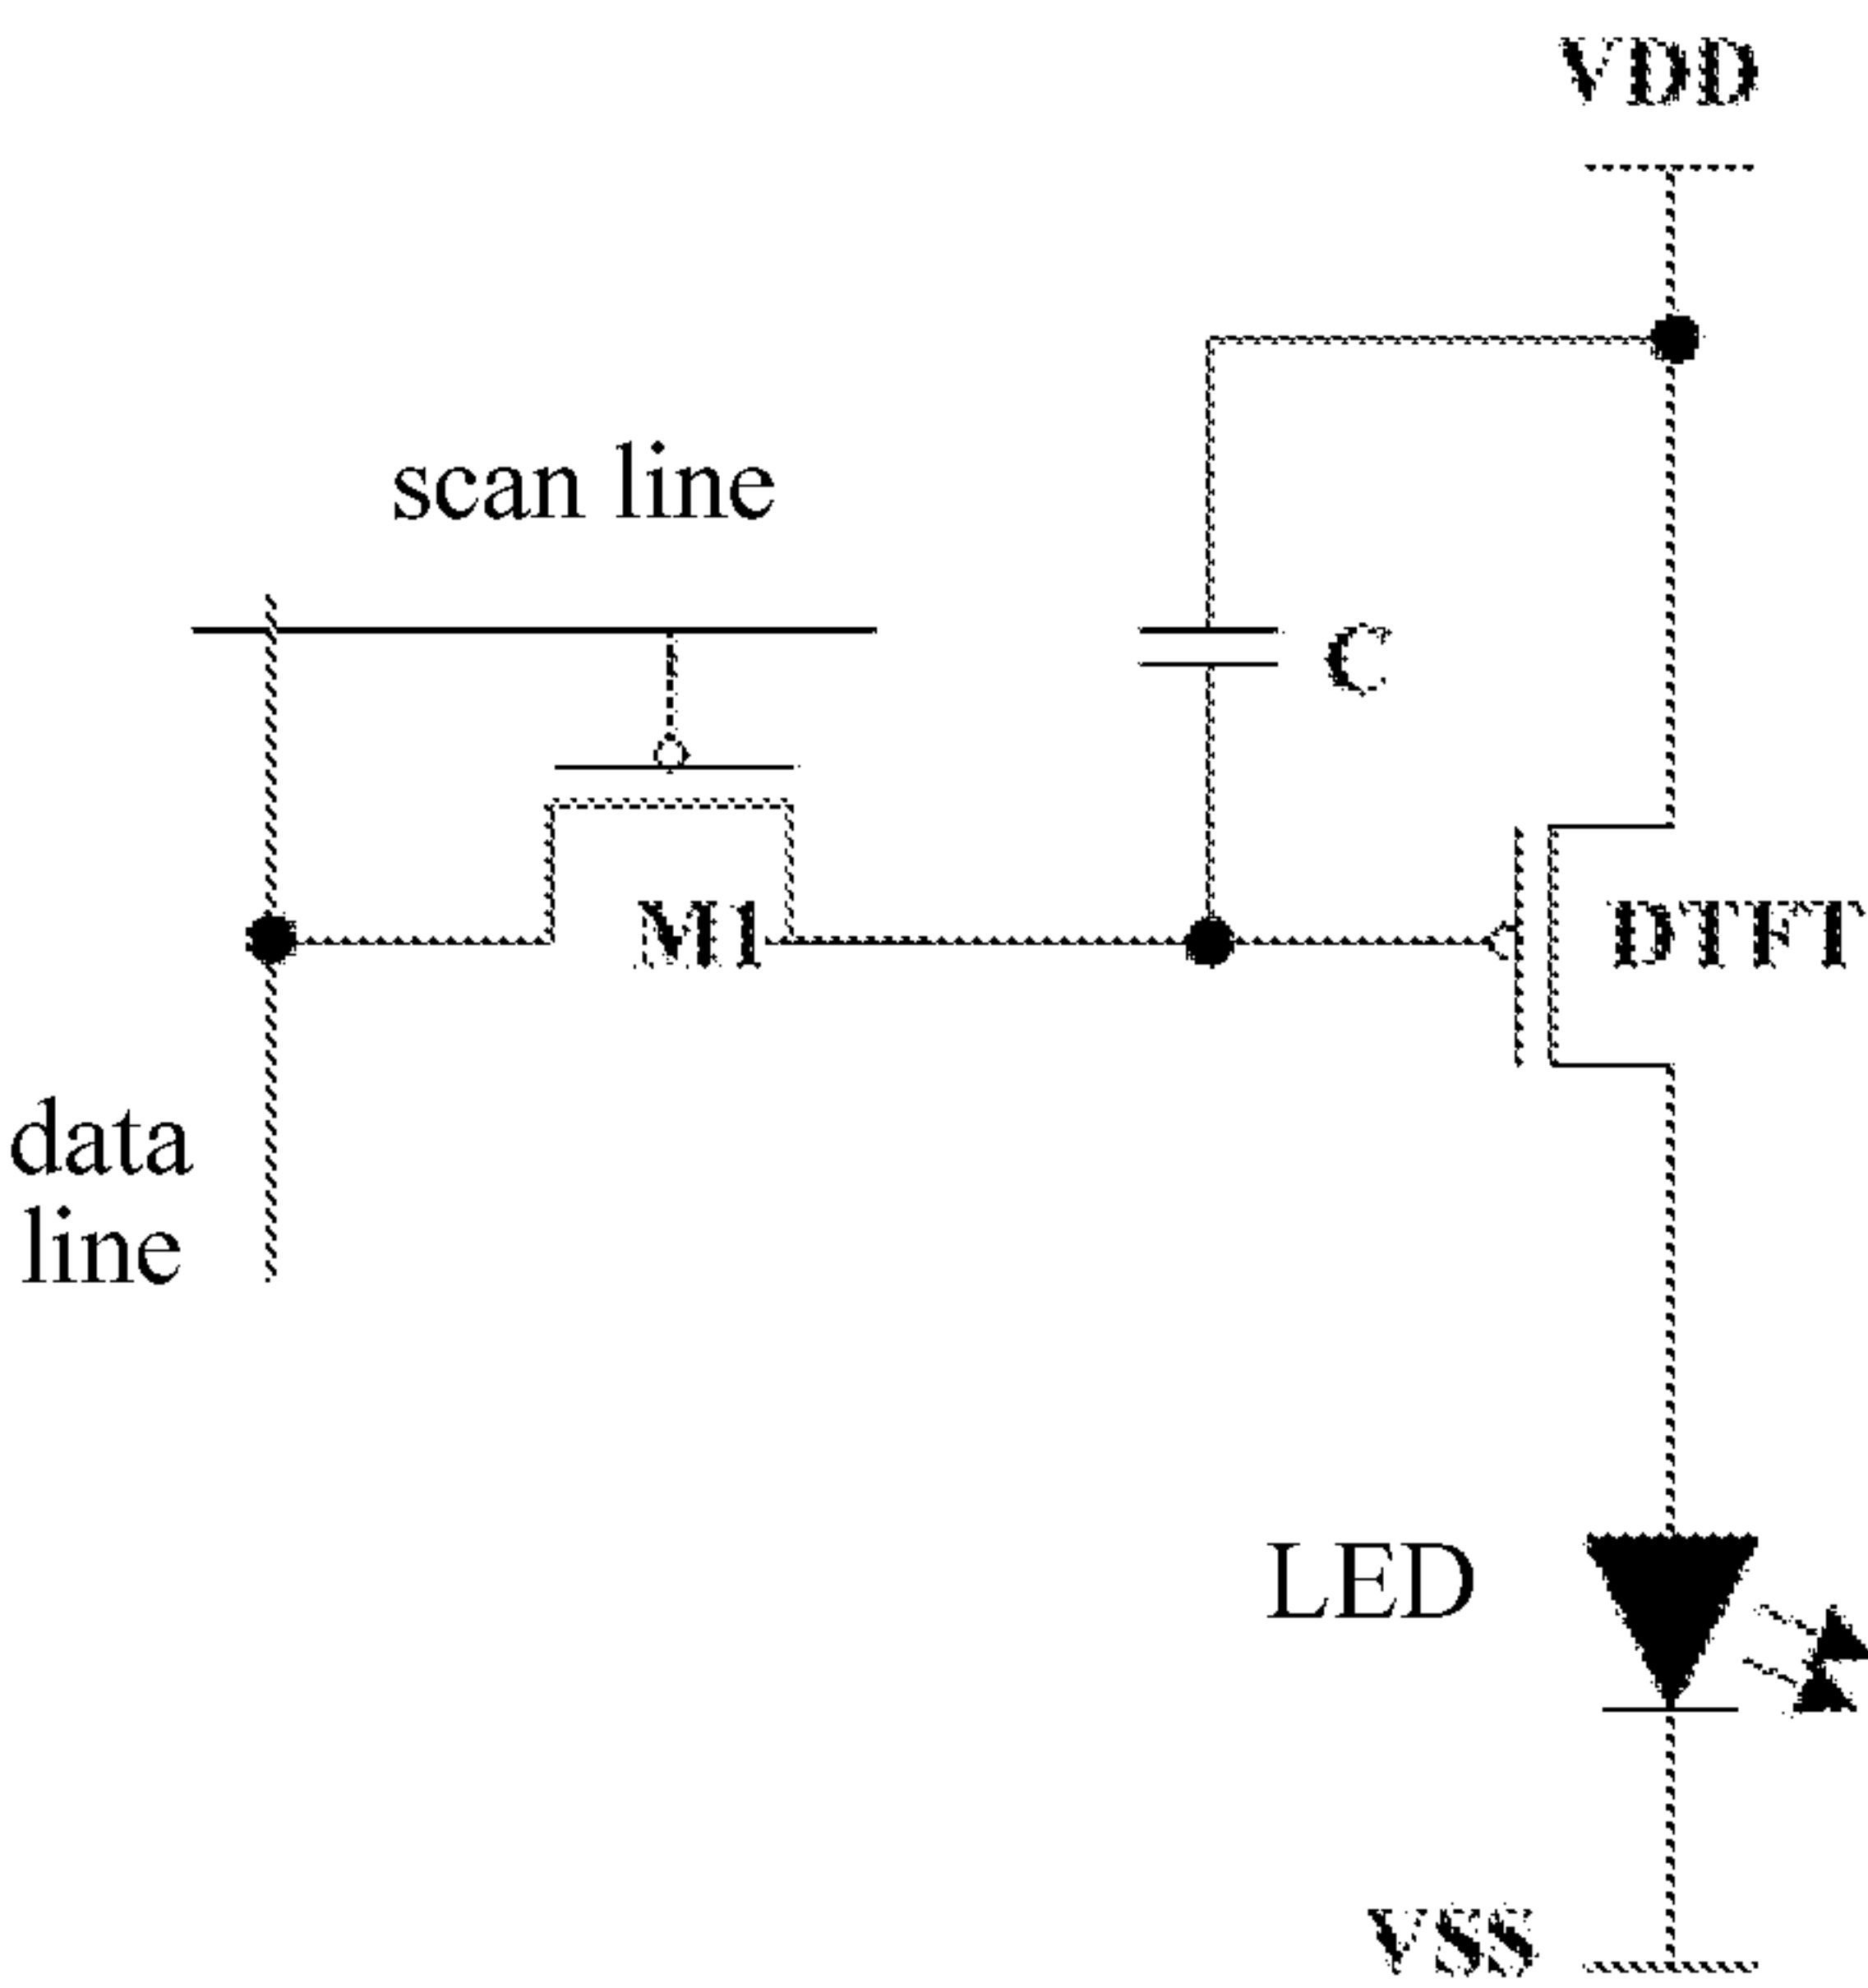 VDD
scan line
C
M1
DTFT
data
line
LED
VSS